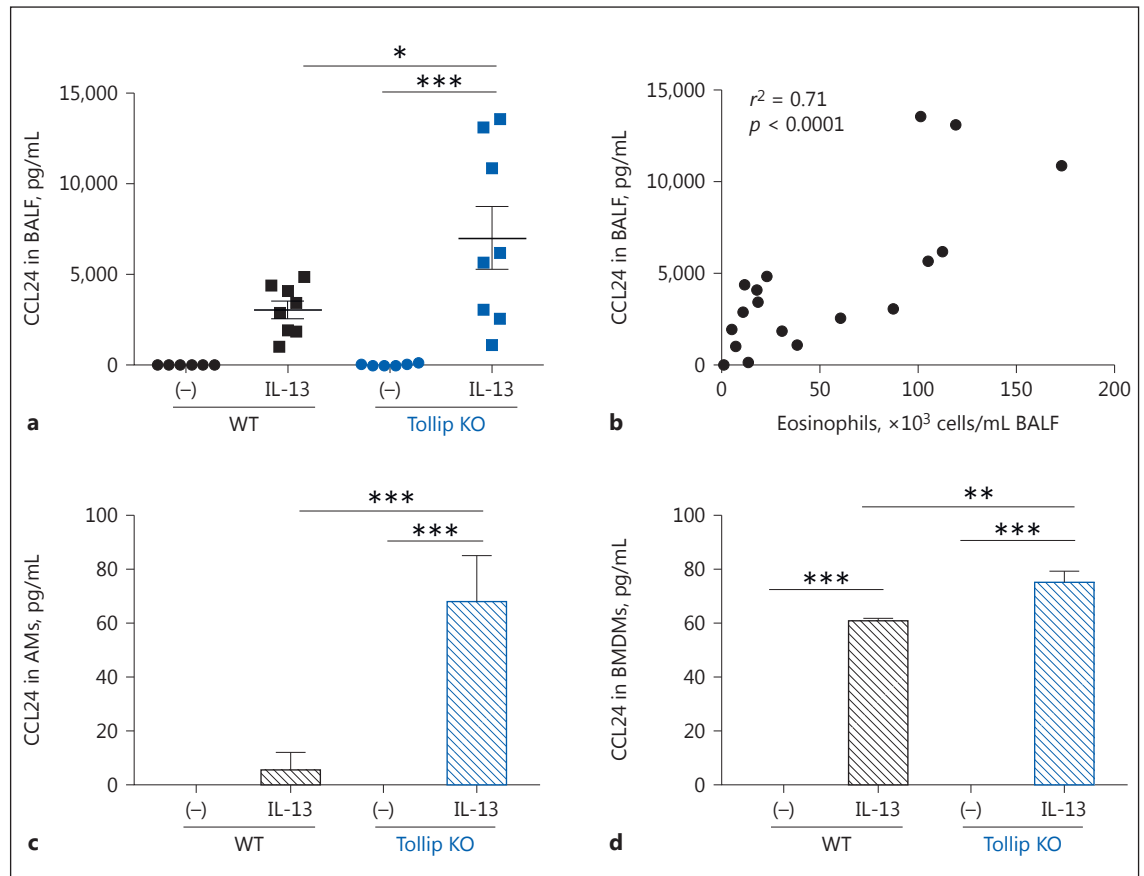 *
***
15,000
10,000
5,000
0
CCL24 in BALF, pg/mL
(–) IL-13 (–) IL-13
WT Tollip KO
a
r² = 0.71
p < 0.0001
15,000
10,000
5,000
0
CCL24 in BALF, pg/mL
0 50 100 150 200
Eosinophils, ×10³ cells/mL BALF
b
***
***
100
80
60
40
20
0
CCL24 in AMs, pg/mL
(–) IL-13 (–) IL-13
WT Tollip KO
c
**
***
***
100
80
60
40
20
0
CCL24 in BMDMs, pg/mL
(–) IL-13 (–) IL-13
WT Tollip KO
d